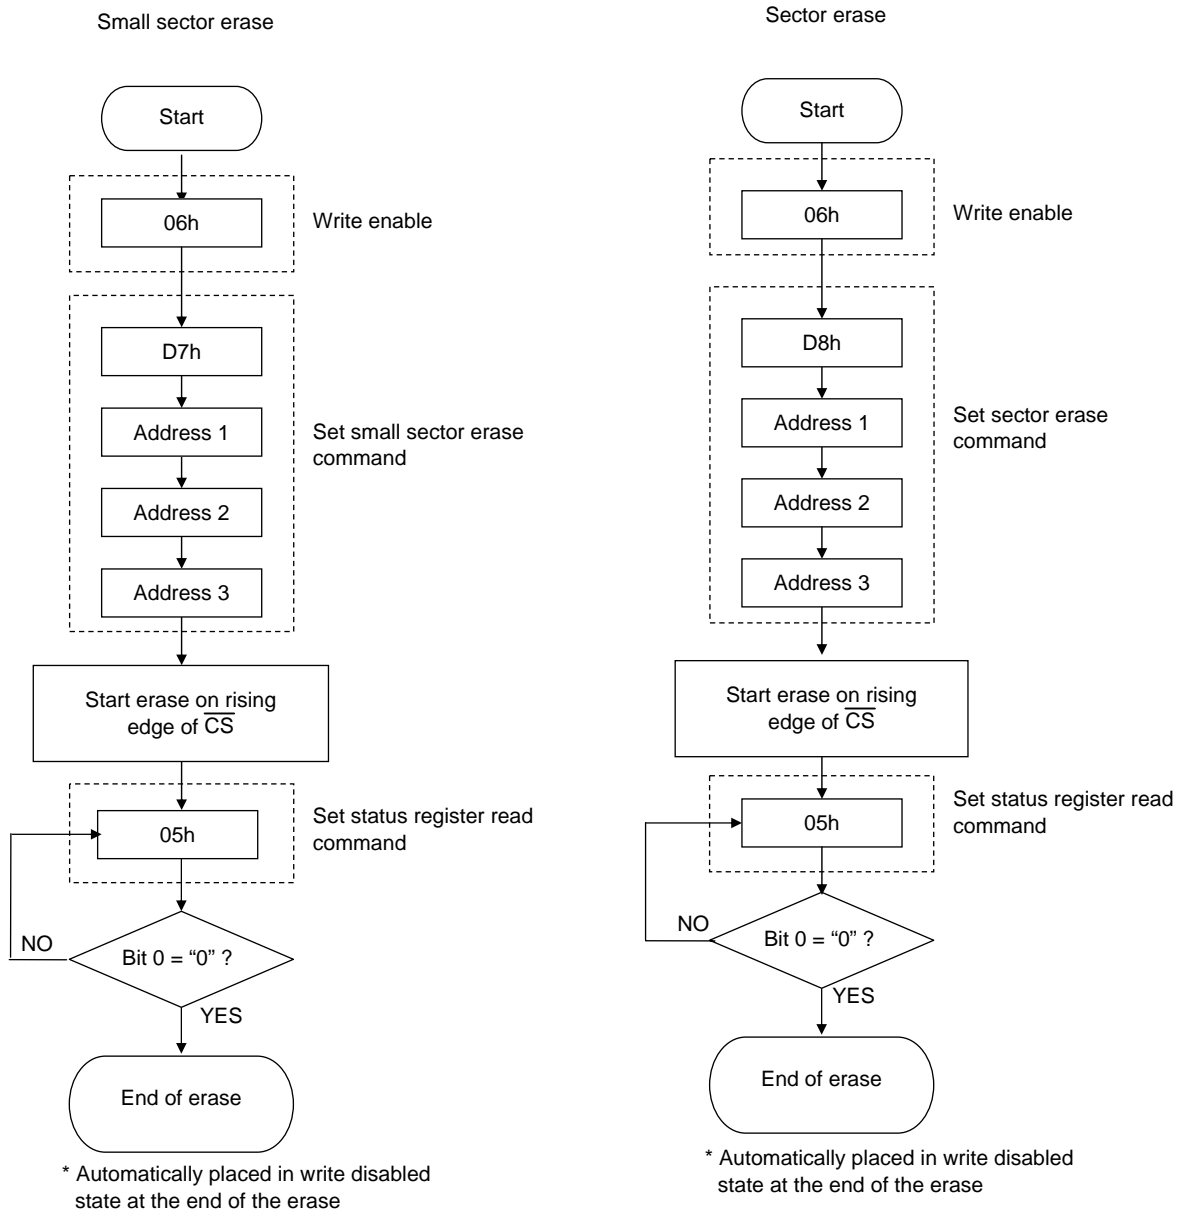 Small sector erase
Start
06h
Write enable
D7h
Address 1
Set small sector erase
command
Address 2
Address 3
Start erase on rising
edge of C̅S̅
Set status register read
command
05h
NO
Bit 0 = “0” ?
YES
End of erase
* Automatically placed in write disabled
state at the end of the erase
Sector erase
Start
06h
Write enable
D8h
Address 1
Set sector erase
command
Address 2
Address 3
Start erase on rising
edge of C̅S̅
Set status register read
command
05h
NO
Bit 0 = “0” ?
YES
End of erase
* Automatically placed in write disabled
state at the end of the erase